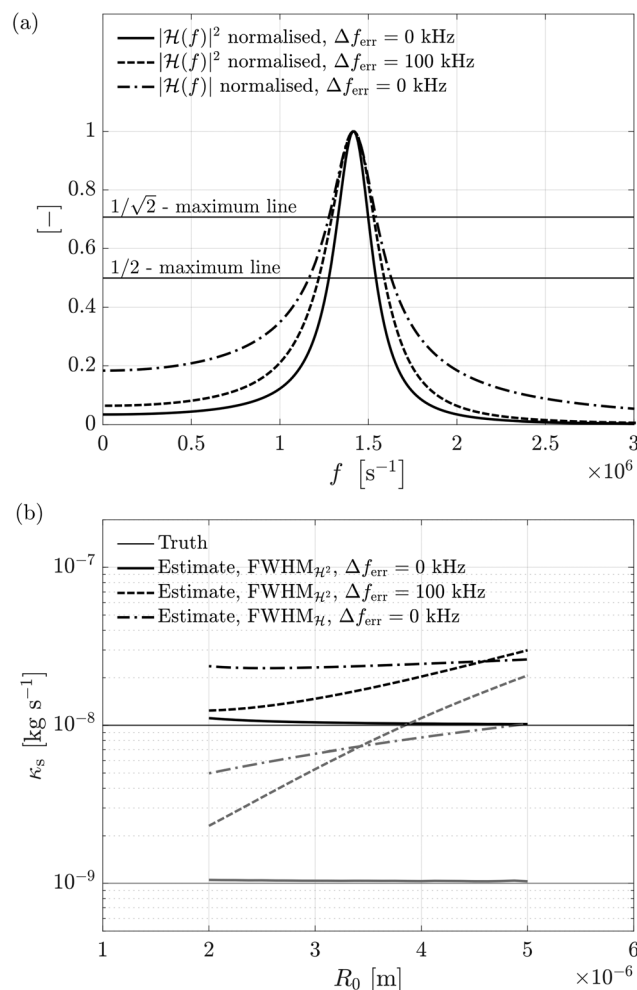 (a)
|ℋ(f)|² normalised, Δf_err = 0 kHz
|ℋ(f)|² normalised, Δf_err = 100 kHz
|ℋ(f)| normalised, Δf_err = 0 kHz
1
0.8
1/√2 - maximum line
[−]
0.6
1/2 - maximum line
0.4
0.2
0
0 0.5 1 1.5 2 2.5 3
f [s⁻¹]
×10⁶
(b)
Truth
10⁻⁷
Estimate, FWHM_ℋ², Δf_err = 0 kHz
Estimate, FWHM_ℋ², Δf_err = 100 kHz
Estimate, FWHM_ℋ, Δf_err = 0 kHz
κ_s [kg s⁻¹]
10⁻⁸
10⁻⁹
1 2 3 4 5 6
R₀ [m]
×10⁻⁶